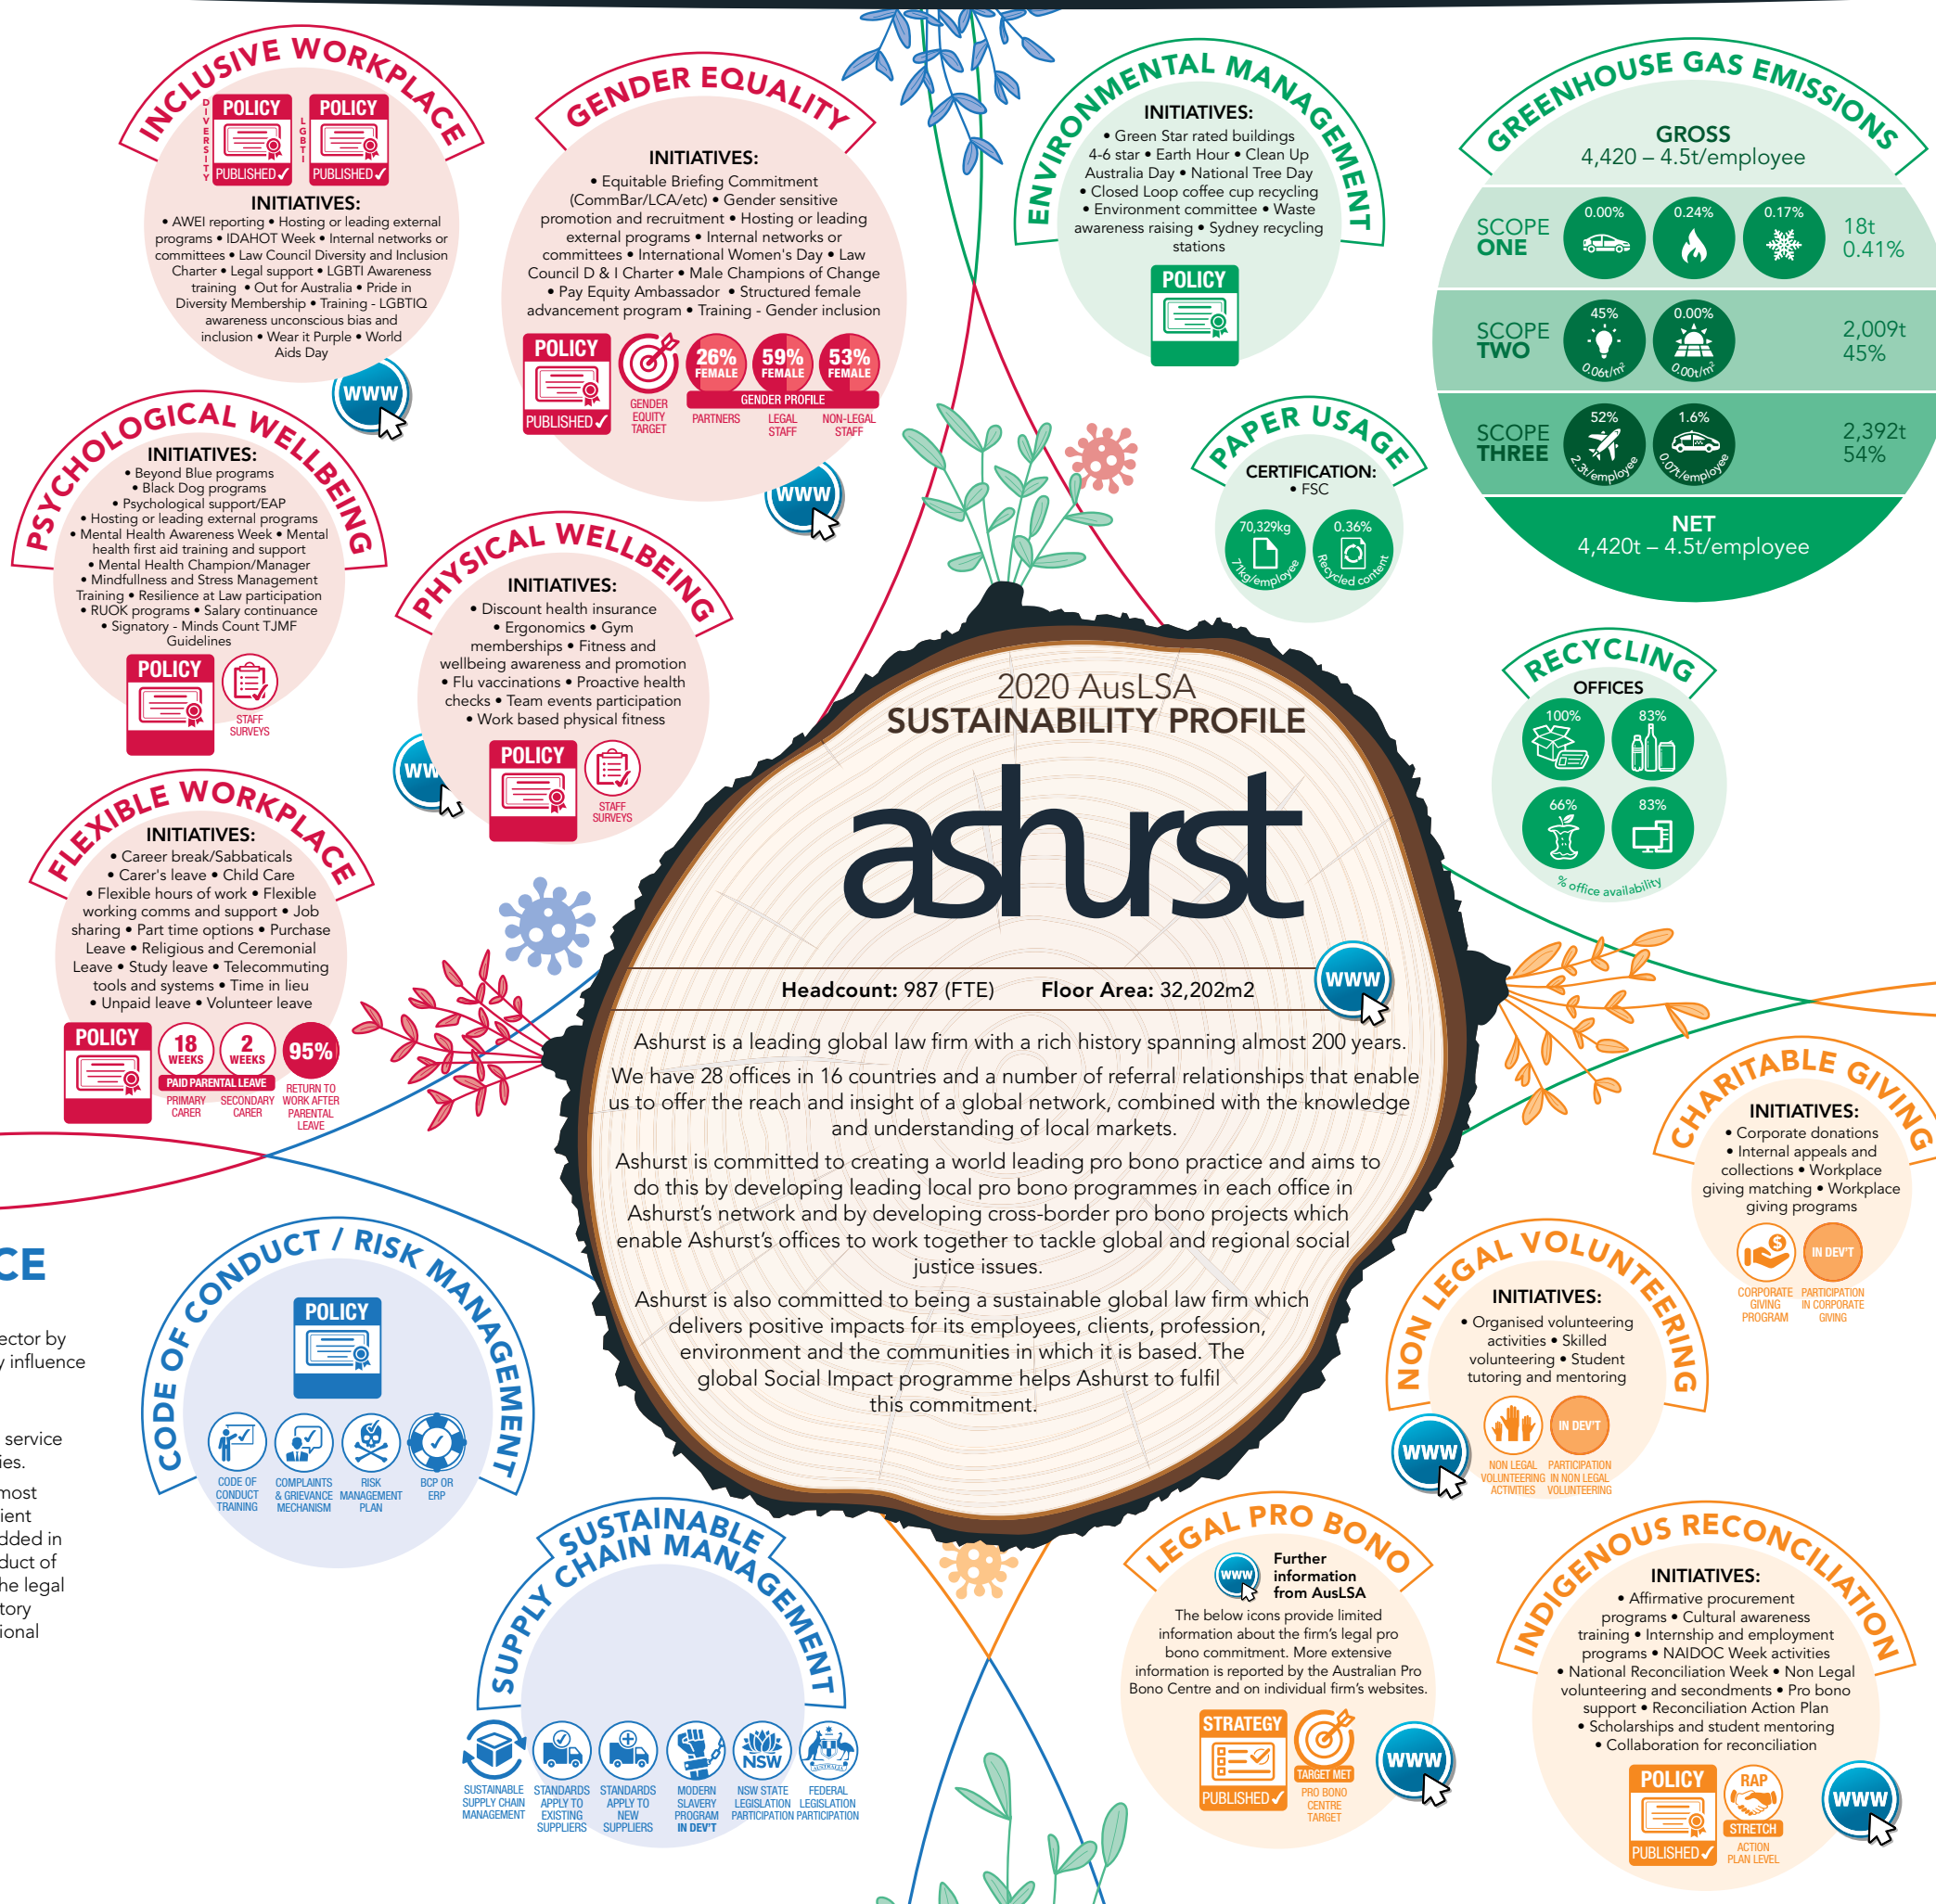 INCLUSIVE WORKPLACE
DIVERSITY
POLICY
PUBLISHED ✓
LGBTI
POLICY
PUBLISHED ✓
INITIATIVES:
• AWEI reporting • Hosting or leading external
programs • IDAHOT Week • Internal networks or
committees • Law Council Diversity and Inclusion
Charter • Legal support • LGBTI Awareness
training • Out for Australia • Pride in
Diversity Membership • Training - LGBTIQ
awareness unconscious bias and
inclusion • Wear it Purple • World
Aids Day
www
GENDER EQUALITY
INITIATIVES:
• Equitable Briefing Commitment
(CommBar/LCA/etc) • Gender sensitive
promotion and recruitment • Hosting or leading
external programs • Internal networks or
committees • International Women's Day • Law
Council D & I Charter • Male Champions of Change
• Pay Equity Ambassador • Structured female
advancement program • Training - Gender inclusion
POLICY
PUBLISHED ✓
GENDER
EQUITY
TARGET
26%
FEMALE
59%
FEMALE
53%
FEMALE
GENDER PROFILE
PARTNERS
LEGAL
STAFF
NON-LEGAL
STAFF
www
ENVIRONMENTAL MANAGEMENT
INITIATIVES:
• Green Star rated buildings
4-6 star • Earth Hour • Clean Up
Australia Day • National Tree Day
• Closed Loop coffee cup recycling
• Environment committee • Waste
awareness raising • Sydney recycling
stations
POLICY
GREENHOUSE GAS EMISSIONS
GROSS
4,420 – 4.5t/employee
SCOPE
ONE
0.00%
0.24%
0.17%
18t
0.41%
SCOPE
TWO
45%
0.06t/m²
0.00%
0.00t/m²
2,009t
45%
SCOPE
THREE
52%
2.3t/employee
1.6%
0.07t/employee
2,392t
54%
NET
4,420t – 4.5t/employee
PSYCHOLOGICAL WELLBEING
INITIATIVES:
• Beyond Blue programs
• Black Dog programs
• Psychological support/EAP
• Hosting or leading external programs
• Mental Health Awareness Week • Mental
health first aid training and support
• Mental Health Champion/Manager
• Mindfullness and Stress Management
Training • Resilience at Law participation
• RUOK programs • Salary continuance
• Signatory - Minds Count TJMF
Guidelines
POLICY
STAFF
SURVEYS
PHYSICAL WELLBEING
INITIATIVES:
• Discount health insurance
• Ergonomics • Gym
memberships • Fitness and
wellbeing awareness and promotion
• Flu vaccinations • Proactive health
checks • Team events participation
• Work based physical fitness
POLICY
STAFF
SURVEYS
ww
PAPER USAGE
CERTIFICATION:
• FSC
70,329kg
71kg/employee
0.36%
Recycled content
RECYCLING
OFFICES
100%
83%
66%
83%
% office availability
FLEXIBLE WORKPLACE
INITIATIVES:
• Career break/Sabbaticals
• Carer's leave • Child Care
• Flexible hours of work • Flexible
working comms and support • Job
sharing • Part time options • Purchase
Leave • Religious and Ceremonial
Leave • Study leave • Telecommuting
tools and systems • Time in lieu
• Unpaid leave • Volunteer leave
POLICY
18
WEEKS
2
WEEKS
95%
PAID PARENTAL LEAVE
PRIMARY
CARER
SECONDARY
CARER
RETURN TO
WORK AFTER
PARENTAL
LEAVE
2020 AusLSA
SUSTAINABILITY PROFILE
ashurst
Headcount: 987 (FTE) Floor Area: 32,202m2
www
Ashurst is a leading global law firm with a rich history spanning almost 200 years.
We have 28 offices in 16 countries and a number of referral relationships that enable
us to offer the reach and insight of a global network, combined with the knowledge
and understanding of local markets.
Ashurst is committed to creating a world leading pro bono practice and aims to
do this by developing leading local pro bono programmes in each office in
Ashurst's network and by developing cross-border pro bono projects which
enable Ashurst's offices to work together to tackle global and regional social
justice issues.
Ashurst is also committed to being a sustainable global law firm which
delivers positive impacts for its employees, clients, profession,
environment and the communities in which it is based. The
global Social Impact programme helps Ashurst to fulfil
this commitment.
CHARITABLE GIVING
INITIATIVES:
• Corporate donations
• Internal appeals and
collections • Workplace
giving matching • Workplace
giving programs
IN DEV'T
CORPORATE
GIVING
PROGRAM
PARTICIPATION
IN CORPORATE
GIVING
NON LEGAL VOLUNTEERING
INITIATIVES:
• Organised volunteering
activities • Skilled
volunteering • Student
tutoring and mentoring
IN DEV'T
NON LEGAL
VOLUNTEERING
ACTIVITIES
PARTICIPATION
IN NON LEGAL
VOLUNTEERING
www
CE
ector by
y influence
service
ies.
most
ient
dded in
duct of
he legal
tory
ional
CODE OF CONDUCT / RISK MANAGEMENT
POLICY
CODE OF
CONDUCT
TRAINING
COMPLAINTS
& GRIEVANCE
MECHANISM
RISK
MANAGEMENT
PLAN
BCP OR
ERP
SUSTAINABLE
SUPPLY CHAIN MANAGEMENT
SUSTAINABLE
SUPPLY CHAIN
MANAGEMENT
STANDARDS
APPLY TO
EXISTING
SUPPLIERS
STANDARDS
APPLY TO
NEW
SUPPLIERS
MODERN
SLAVERY
PROGRAM
IN DEV'T
NSW
NSW STATE
LEGISLATION
PARTICIPATION
AUSTRALIA
FEDERAL
LEGISLATION
PARTICIPATION
LEGAL PRO BONO
www
Further
information
from AusLSA
The below icons provide limited
information about the firm's legal pro
bono commitment. More extensive
information is reported by the Australian Pro
Bono Centre and on individual firm's websites.
STRATEGY
PUBLISHED ✓
TARGET MET
PRO BONO
CENTRE
TARGET
www
INDIGENOUS RECONCILIATION
INITIATIVES:
• Affirmative procurement
programs • Cultural awareness
training • Internship and employment
programs • NAIDOC Week activities
• National Reconciliation Week • Non Legal
volunteering and secondments • Pro bono
support • Reconciliation Action Plan
• Scholarships and student mentoring
• Collaboration for reconciliation
POLICY
PUBLISHED ✓
RAP
STRETCH
ACTION
PLAN LEVEL
www